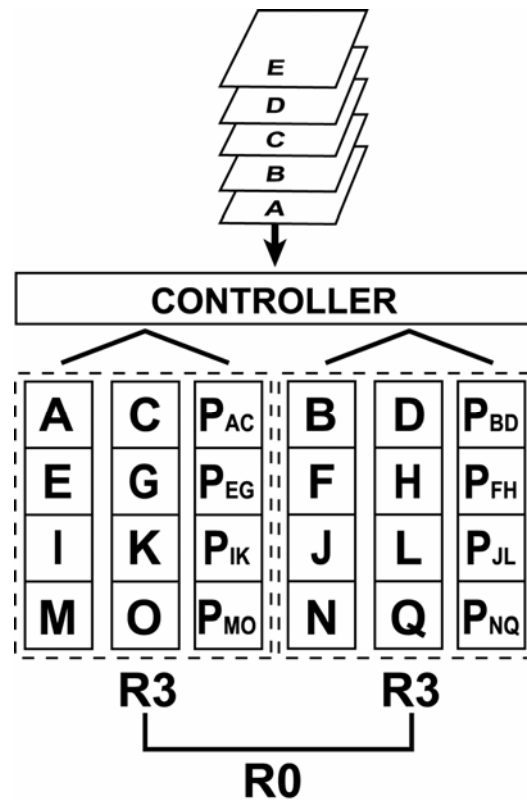 E
D
C
B
A
CONTROLLER
A C PAC B D PBD
E G PEG F H PFH
I K PIK J L PJL
M O PMO N Q PNQ
R3 R3
R0